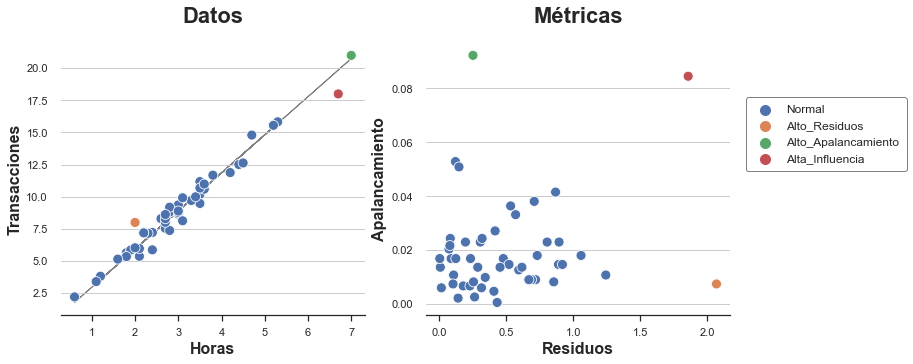 Datos
Transacciones
20.0
17.5
15.0
12.5
10.0
7.5
5.0
2.5
1 2 3 4 5 6 7
Horas
Métricas
Apalancamiento
0.08
0.06
0.04
0.02
0.00
0.0 0.5 1.0 1.5 2.0
Residuos
Normal
Alto_Residuos
Alto_Apalancamiento
Alta_Influencia